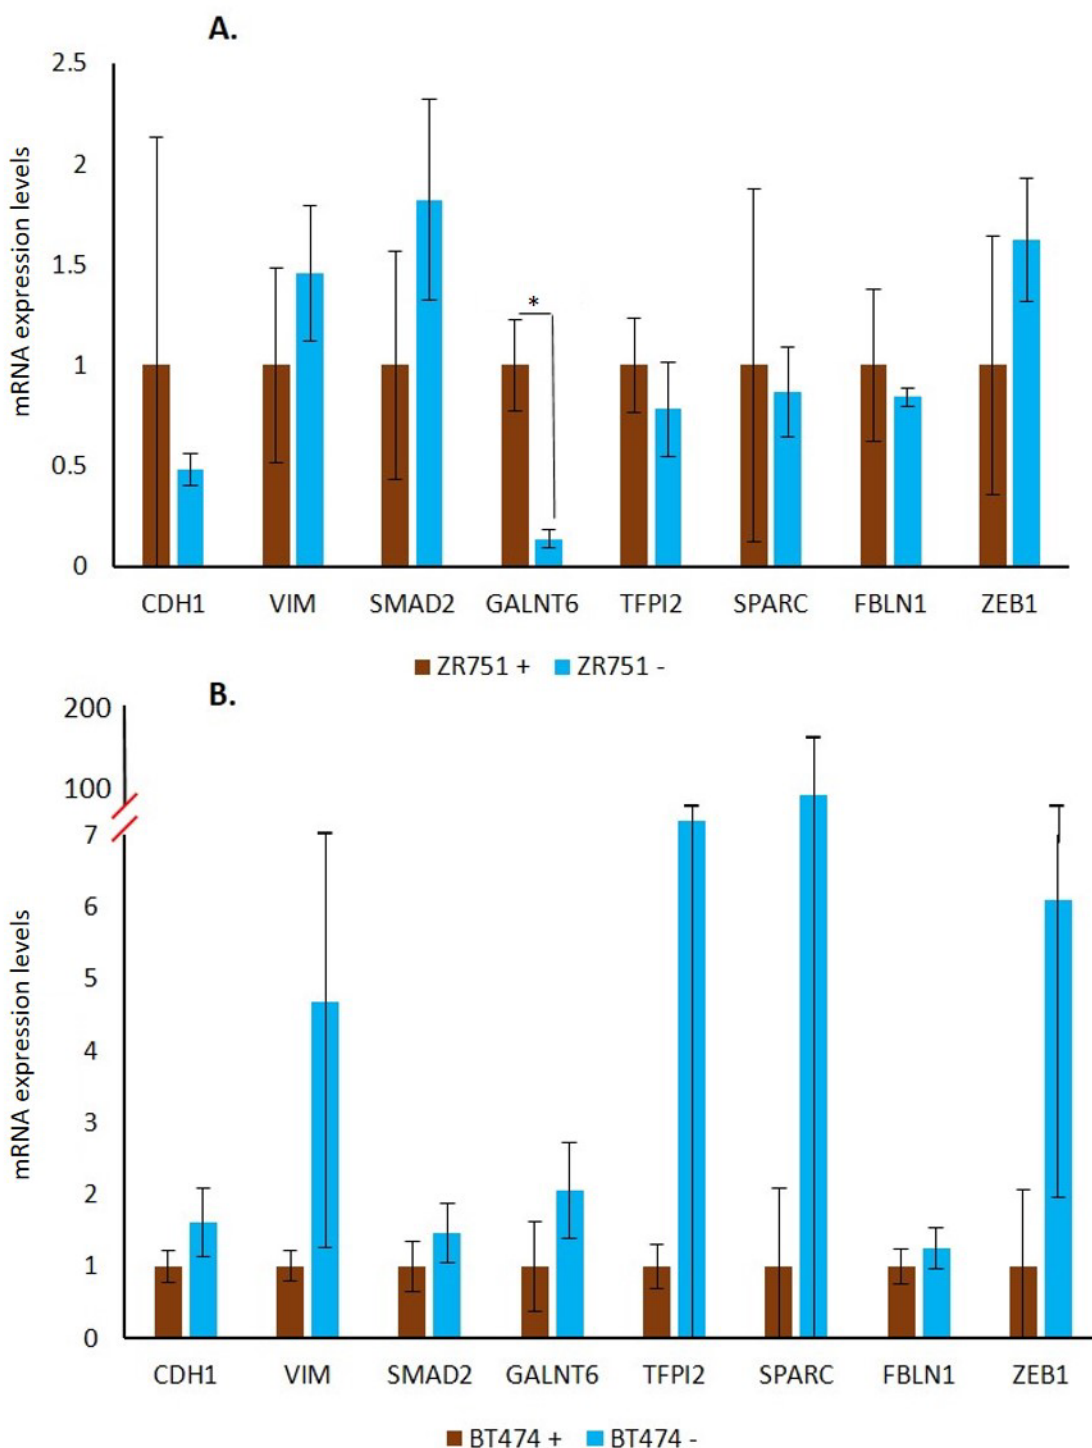 A.
mRNA expression levels
2.5
2
1.5
1
0.5
0
*
CDH1 VIM SMAD2 GALNT6 TFPI2 SPARC FBLN1 ZEB1
ZR751 + ZR751 -
B.
mRNA expression levels
200
100
7
6
5
4
3
2
1
0
CDH1 VIM SMAD2 GALNT6 TFPI2 SPARC FBLN1 ZEB1
BT474 + BT474 -